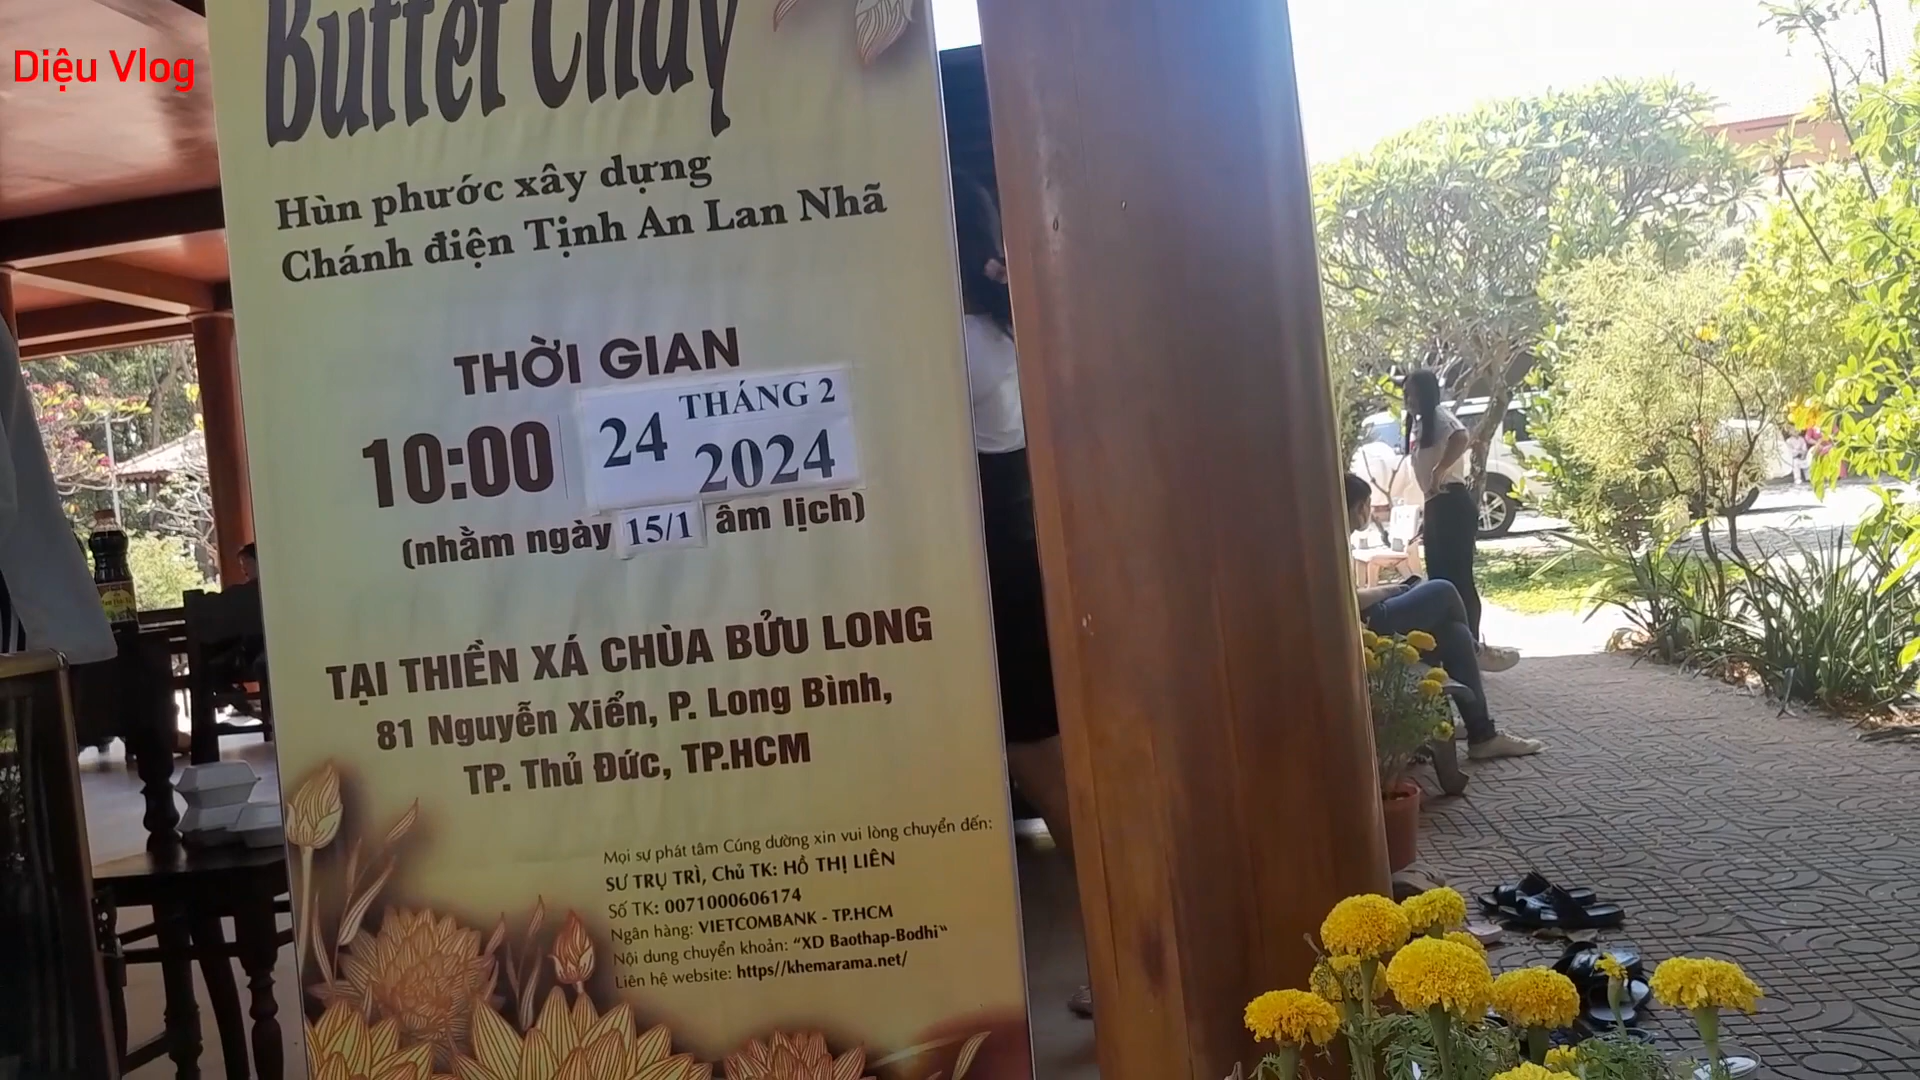 Diệu Vlog
Buffet Chay
Hùn phước xây dựng
Chánh điện Tịnh An Lan Nhã
THỜI GIAN
10:00 24 THÁNG 2
2024
(nhằm ngày 15/1 âm lịch)
TẠI THIỀN XÁ CHÙA BỬU LONG
81 Nguyễn Xiển, P. Long Bình,
TP. Thủ Đức, TP.HCM
Mọi sự phát tâm Cúng dường xin vui lòng chuyển đến:
SƯ TRỤ TRÌ, Chủ TK: HỒ THỊ LIÊN
Số TK: 0071000606174
Ngân hàng: VIETCOMBANK - TP.HCM
Nội dung chuyển khoản: “XD Baothap-Bodhi“
Liên hệ website: https//khemarama.net/